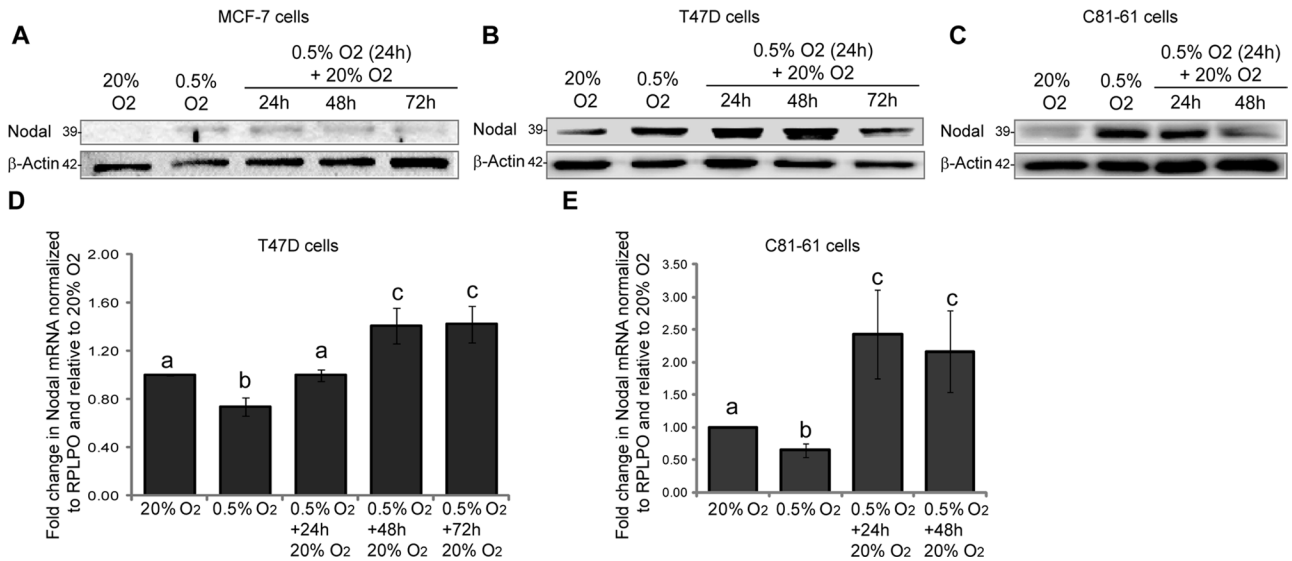 MCF-7 cells
A
20%
O2
0.5%
O2
0.5% O2 (24h)
+ 20% O2
24h 48h 72h
Nodal 39-
β-Actin 42-
T47D cells
B
20%
O2
0.5%
O2
0.5% O2 (24h)
+ 20% O2
24h 48h 72h
Nodal 39-
β-Actin 42-
C81-61 cells
C
20%
O2
0.5%
O2
0.5% O2 (24h)
+ 20% O2
24h 48h
Nodal 39-
β-Actin 42-
D
T47D cells
Fold change in Nodal mRNA normalized
to RPLPO and relative to 20% O2
2.00
1.60
1.20
0.80
0.40
0.00
a b a c c
20% O2 0.5% O2 0.5% O2 0.5% O2 0.5% O2
+24h +48h +72h
20% O2 20% O2 20% O2
E
C81-61 cells
Fold change in Nodal mRNA normalized
to RPLPO and relative to 20% O2
3.50
3.00
2.50
2.00
1.50
1.00
0.50
0.00
a b c c
20% O2 0.5% O2 0.5% O2 0.5% O2
+24h +48h
20% O2 20% O2